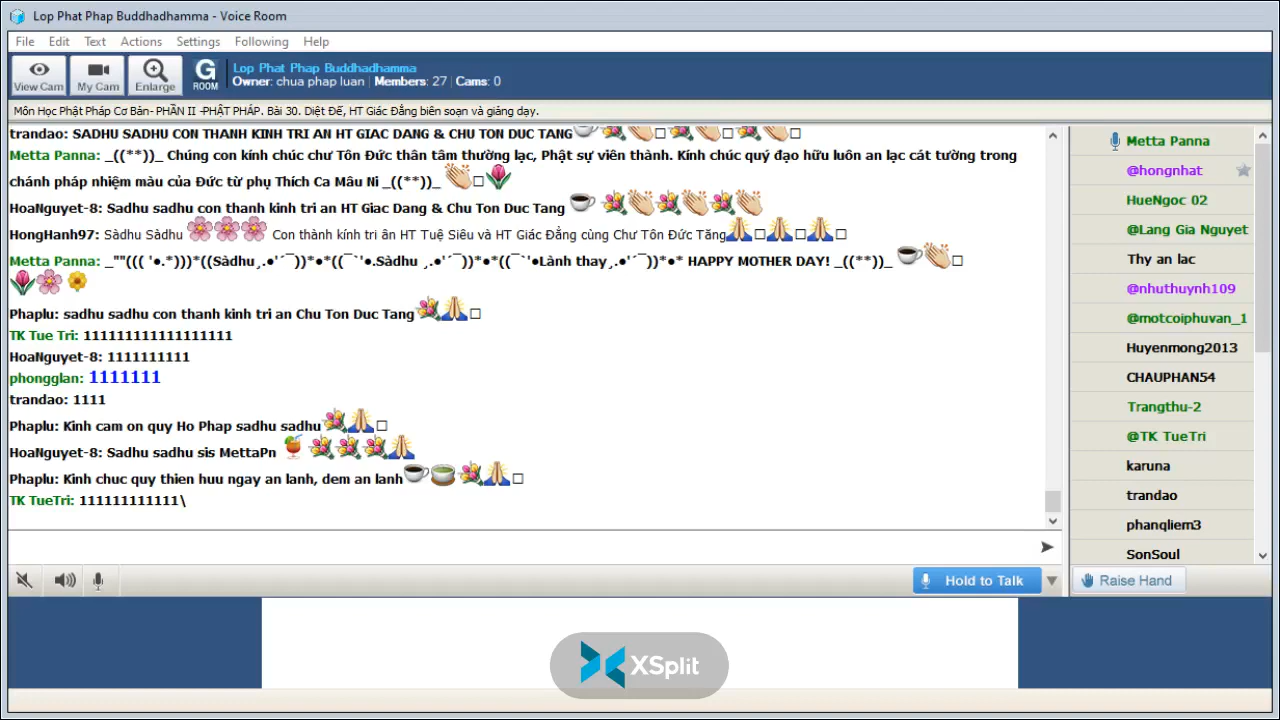 Lop Phat Phap Buddhadhamma - Voice Room
File Edit Text Actions Settings Following Help
View Cam My Cam Enlarge G ROOM
Lop Phat Phap Buddhadhamma
Owner: chua phap luan | Members: 27 | Cams: 0
Môn Học Phật Pháp Cơ Bản- PHẦN II -PHẬT PHÁP. Bài 30. Diệt Đế, HT Giác Đẳng biên soạn và giảng dạy.
trandao: SADHU SADHU CON THANH KINH TRI AN HT GIAC DANG & CHU TON DUC TANG
Metta Panna: _((**))_ Chúng con kính chúc chư Tôn Đức thân tâm thường lạc, Phật sự viên thành. Kính chúc quý đạo hữu luôn an lạc cát tường trong
chánh pháp nhiệm màu của Đức từ phụ Thích Ca Mâu Ni _((**))_
HoaNguyet-8: Sadhu sadhu con thanh kinh tri an HT Giac Dang & Chu Ton Duc Tang
HongHanh97: Sàdhu Sàdhu Con thành kính tri ân HT Tuệ Siêu và HT Giác Đẳng cùng Chư Tôn Đức Tăng
Metta Panna: _""((( '•.*)))*((Sàdhu¸.•'´¯))*•*((¯`'•.Sàdhu ¸.•'´¯))*•*((¯`'•Lành thay¸.•'´¯))*•* HAPPY MOTHER DAY! _((**))_
Phaplu: sadhu sadhu con thanh kinh tri an Chu Ton Duc Tang
TK Tue Tri: 111111111111111111
HoaNguyet-8: 1111111111
phongglan: 1111111
trandao: 1111
Phaplu: Kinh cam on quy Ho Phap sadhu sadhu
HoaNguyet-8: Sadhu sadhu sis MettaPn
Phaplu: Kinh chuc quy thien huu ngay an lanh, dem an lanh
TK TueTri: 111111111111\
Metta Panna
@hongnhat
HueNgoc 02
@Lang Gia Nguyet
Thy an lac
@nhuthuynh109
@motcoiphuvan_1
Huyenmong2013
CHAUPHAN54
Trangthu-2
@TK TueTri
karuna
trandao
phanqliem3
SonSoul
Hold to Talk
Raise Hand
XSplit